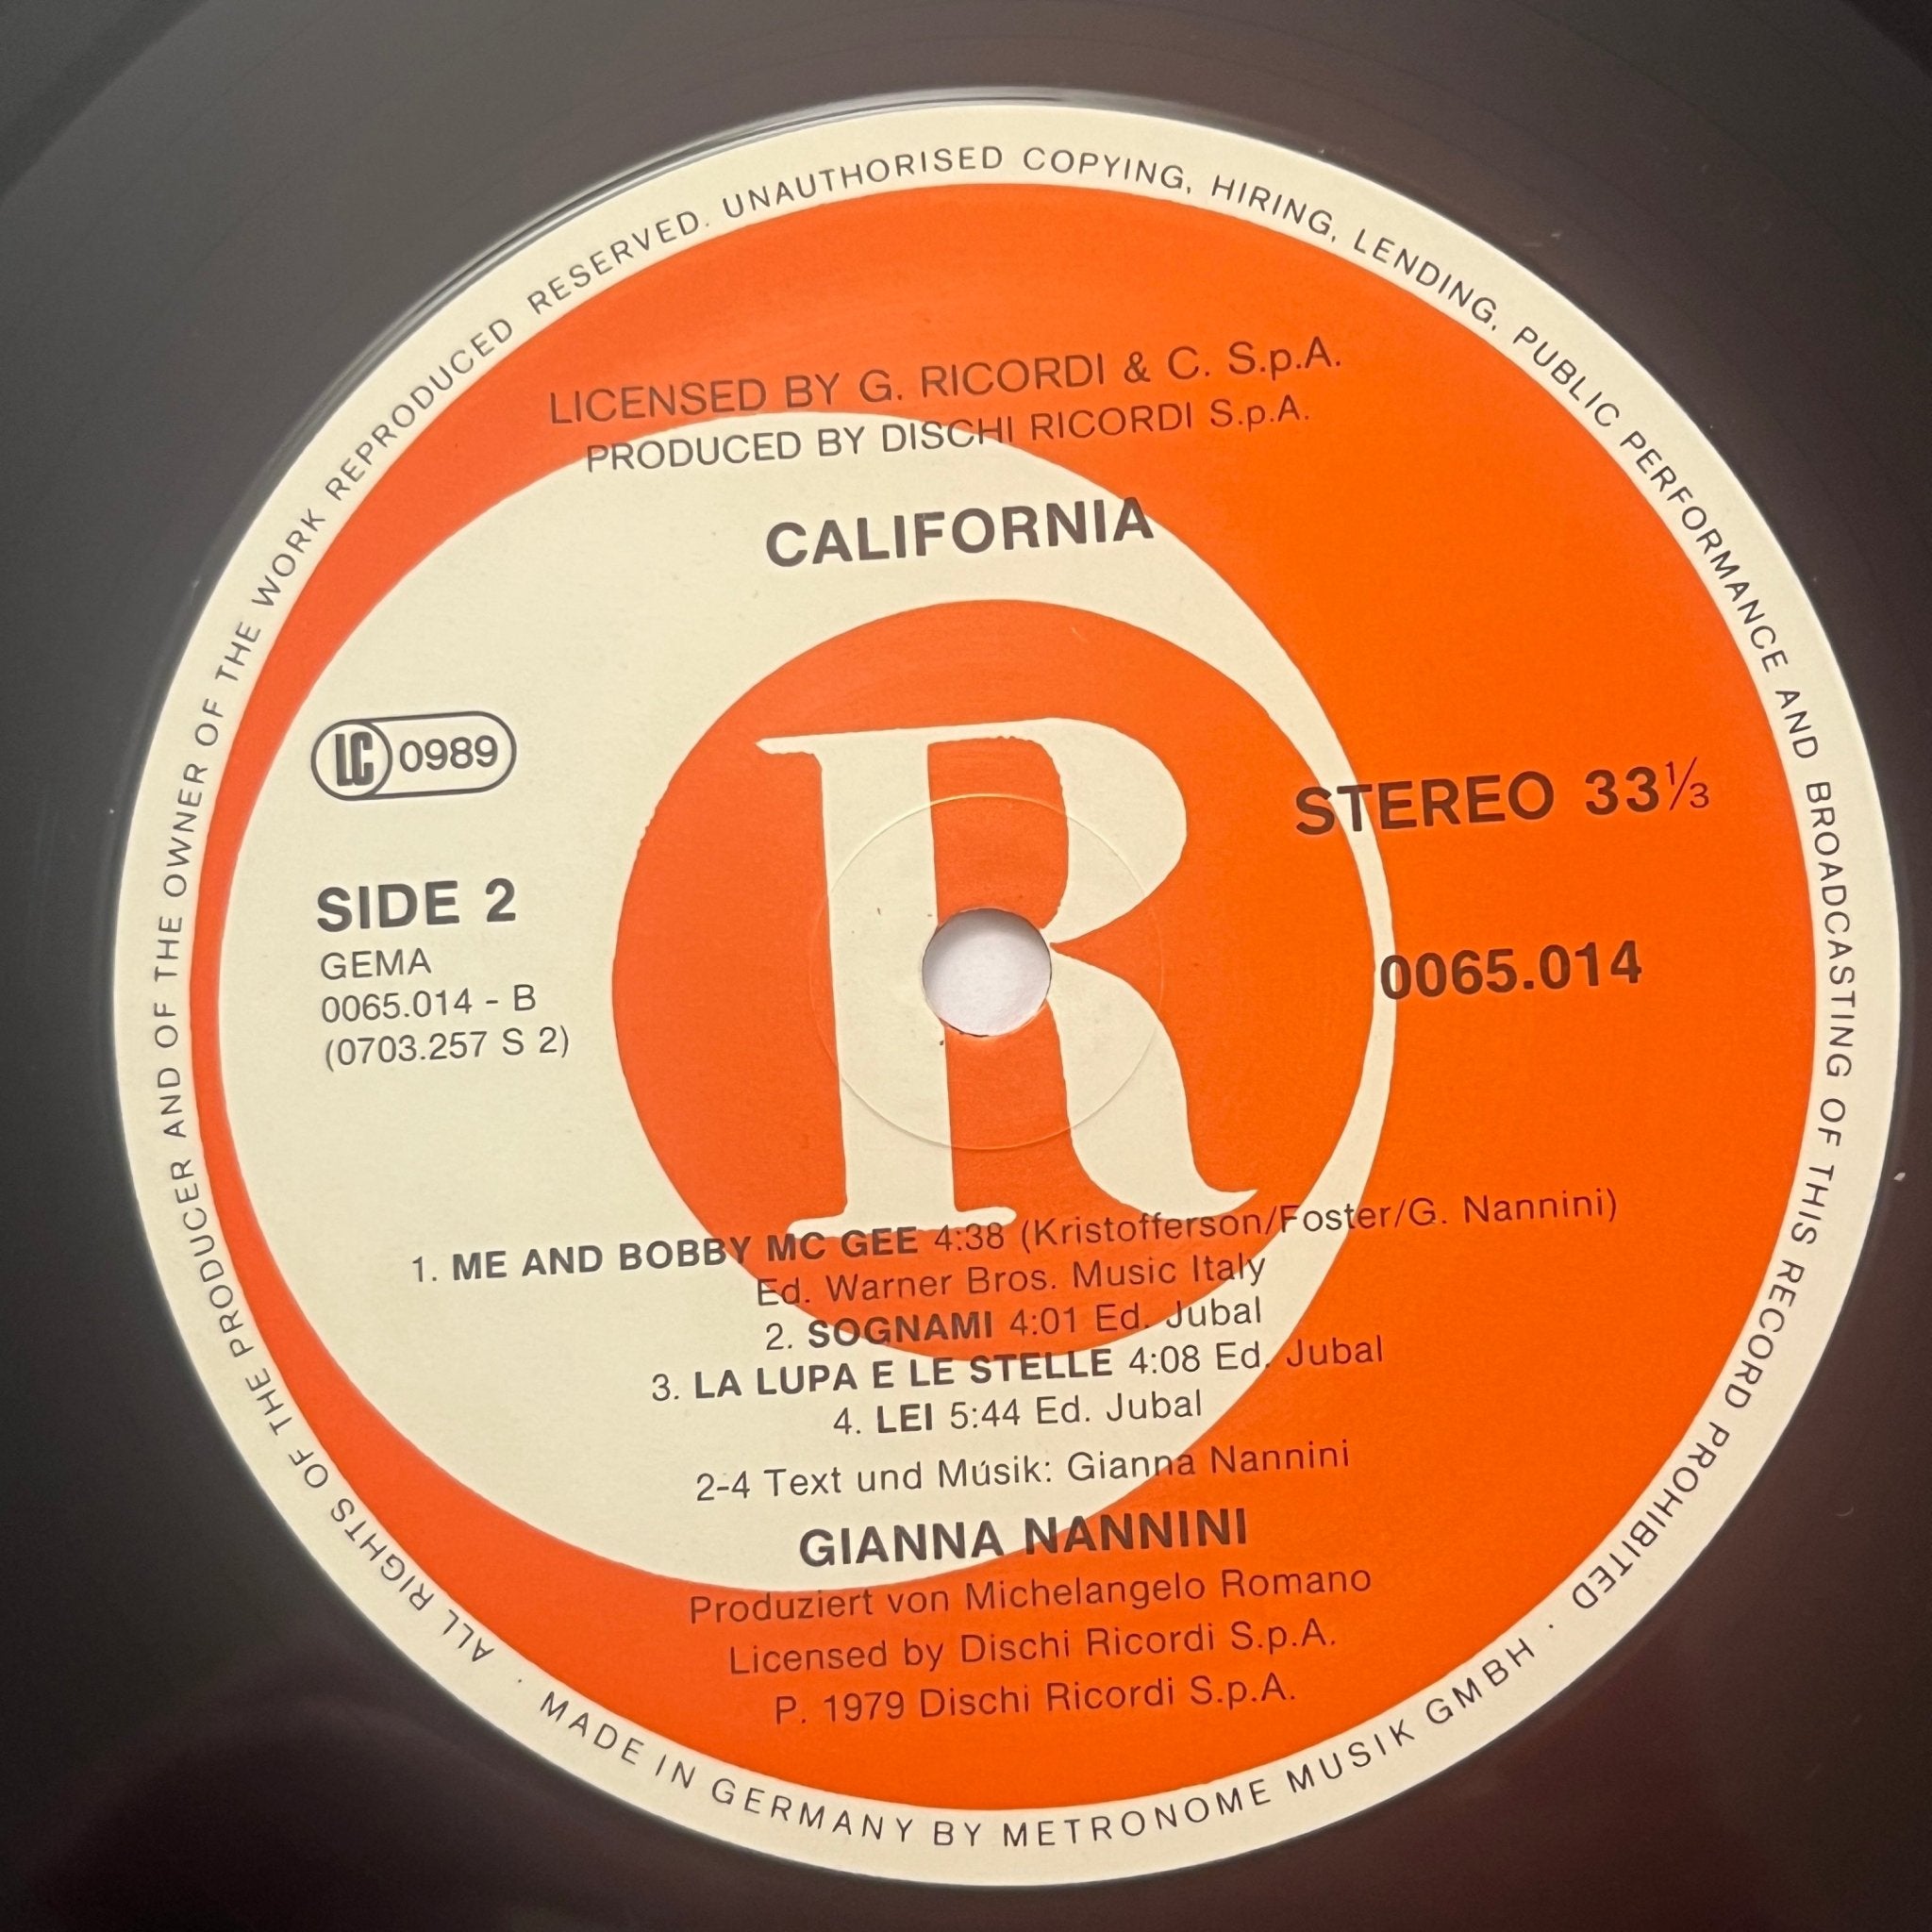 ALL RIGHTS OF THE PRODUCER AND OF THE OWNER OF THE WORK REPRODUCED RESERVED. UNAUTHORISED COPYING, HIRING, LENDING, PUBLIC PERFORMANCE AND BROADCASTING OF THIS RECORD PROHIBITED · MADE IN GERMANY BY METRONOME MUSIK GMBH ·
LICENSED BY G. RICORDI & C. S.p.A.
PRODUCED BY DISCHI RICORDI S.p.A.
CALIFORNIA
R
LC 0989
STEREO 33⅓
SIDE 2
GEMA
0065.014 - B
(0703.257 S 2)
0065.014
1. ME AND BOBBY MC GEE 4:38 (Kristofferson/Foster/G. Nannini)
Ed. Warner Bros. Music Italy
2. SOGNAMI 4:01 Ed. Jubal
3. LA LUPA E LE STELLE 4:08 Ed. Jubal
4. LEI 5:44 Ed. Jubal
2-4 Text und Músik: Gianna Nannini
GIANNA NANNINI
Produziert von Michelangelo Romano
Licensed by Dischi Ricordi S.p.A.
P. 1979 Dischi Ricordi S.p.A.